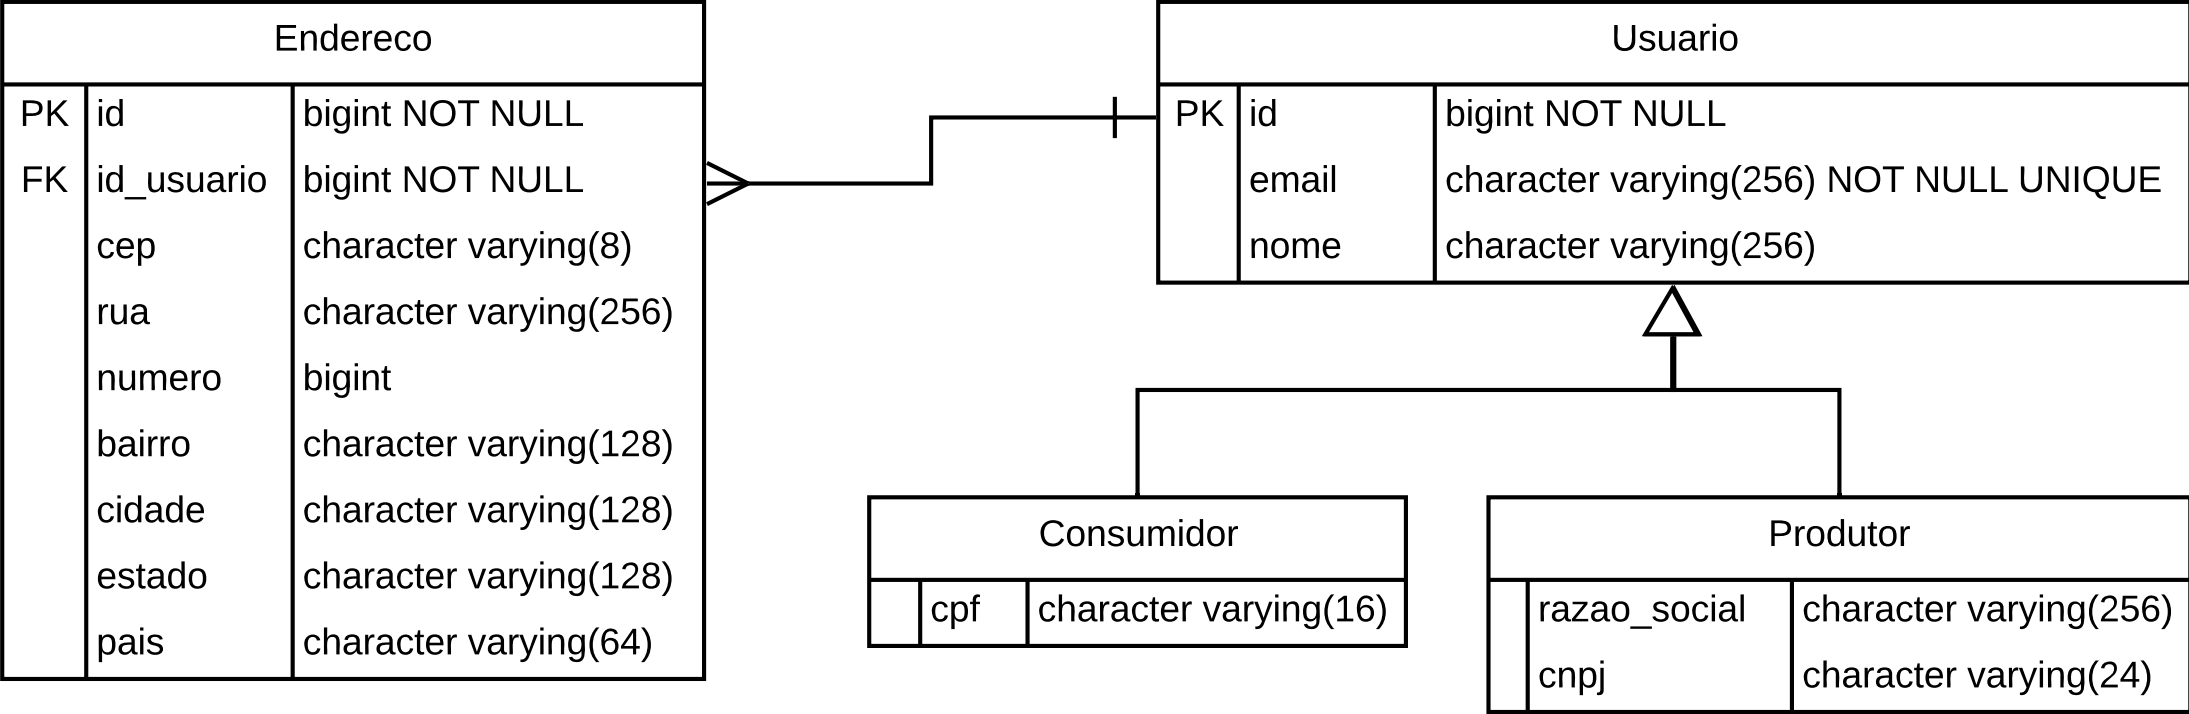 Endereco
PK id bigint NOT NULL
FK id_usuario bigint NOT NULL
cep character varying(8)
rua character varying(256)
numero bigint
bairro character varying(128)
cidade character varying(128)
estado character varying(128)
pais character varying(64)
Usuario
PK id bigint NOT NULL
email character varying(256) NOT NULL UNIQUE
nome character varying(256)
Consumidor
cpf character varying(16)
Produtor
razao_social character varying(256)
cnpj character varying(24)